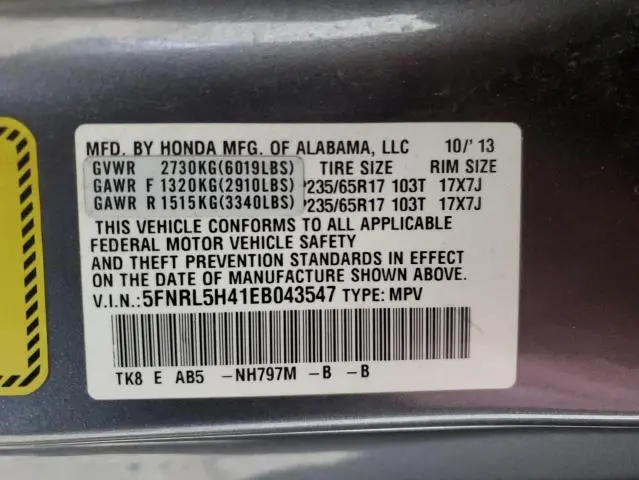 MFD. BY HONDA MFG. OF ALABAMA, LLC 10/'13
GVWR 2730KG(6019LBS) TIRE SIZE RIM SIZE
GAWR F 1320KG(2910LBS) P235/65R17 103T 17X7J
GAWR R 1515KG(3340LBS) P235/65R17 103T 17X7J
THIS VEHICLE CONFORMS TO ALL APPLICABLE
FEDERAL MOTOR VEHICLE SAFETY
AND THEFT PREVENTION STANDARDS IN EFFECT
ON THE DATE OF MANUFACTURE SHOWN ABOVE.
V.I.N.:5FNRL5H41EB043547 TYPE: MPV
TK8 E AB5 -NH797M -B -B